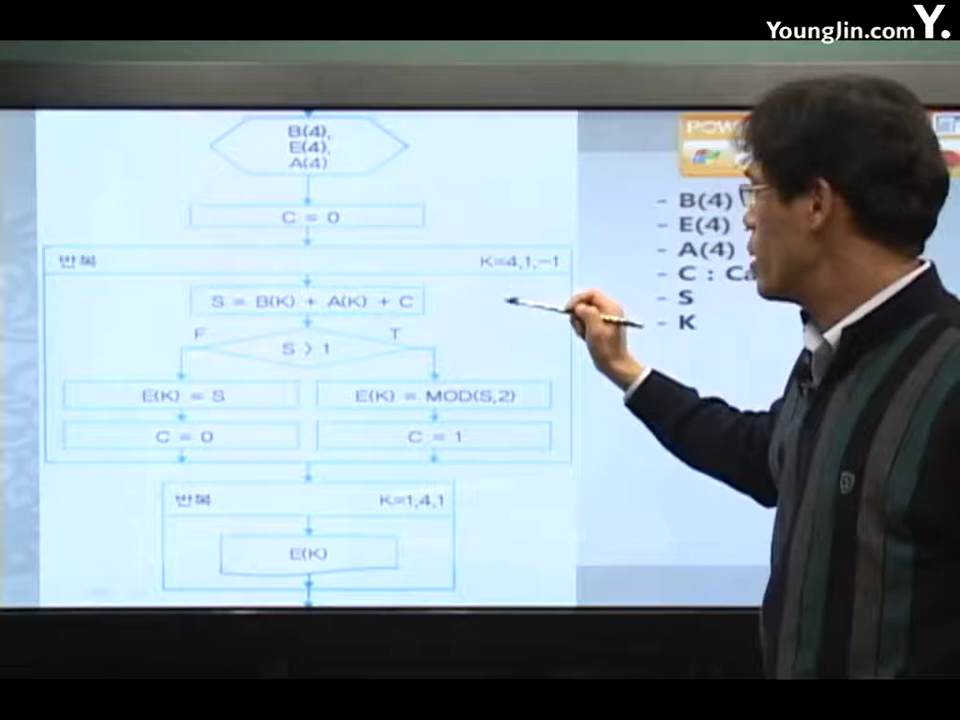 YoungJin.com Y.
B(4),
E(4),
A(4)
C = 0
반복 K=4,1,-1
S = B(K) + A(K) + C
F T
S > 1
E(K) = S E(K) = MOD(S,2)
C = 0 C = 1
반복 K=1,4,1
E(K)
- B(4)
- E(4)
- A(4)
- C :
- S
- K